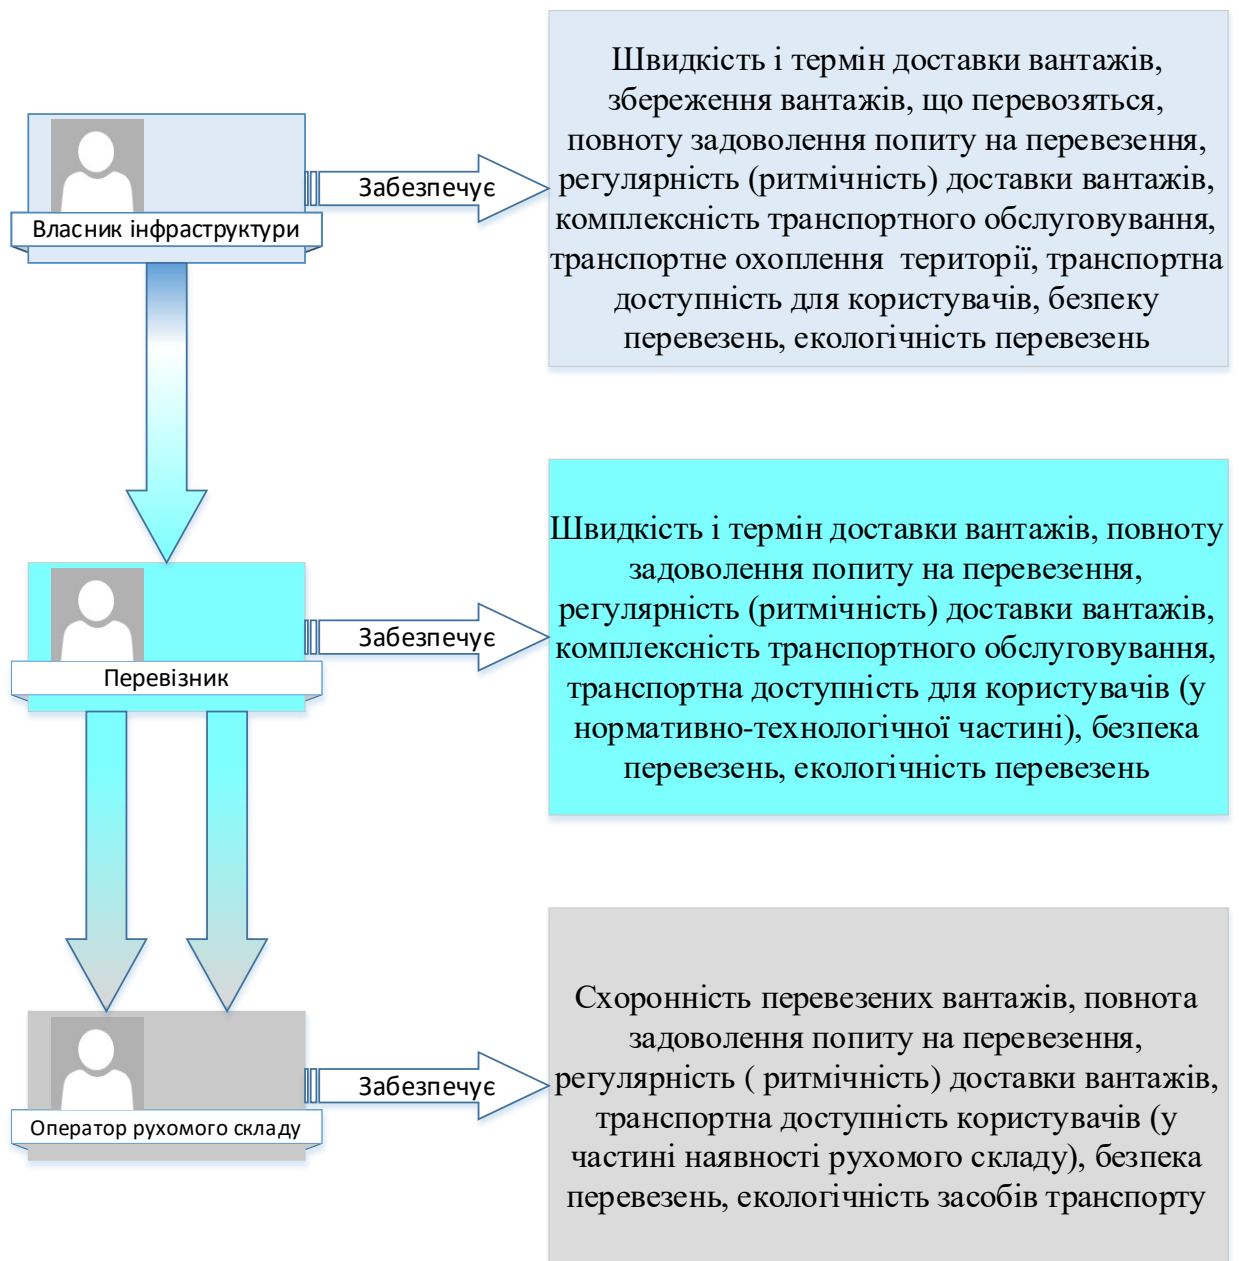 Швидкість і термін доставки вантажів,
збереження вантажів, що перевозяться,
повноту задоволення попиту на перевезення,
регулярність (ритмічність) доставки вантажів,
комплексність транспортного обслуговування,
транспортне охоплення  території, транспортна
доступність для користувачів, безпеку
перевезень, екологічність перевезень
Забезпечує
Власник інфраструктури
Швидкість і термін доставки вантажів, повноту
задоволення попиту на перевезення,
регулярність (ритмічність) доставки вантажів,
комплексність транспортного обслуговування,
транспортна доступність для користувачів (у
нормативно-технологічної частині), безпека
перевезень, екологічність перевезень
Забезпечує
Перевізник
Схоронність перевезених вантажів, повнота
задоволення попиту на перевезення,
регулярність ( ритмічність) доставки вантажів,
транспортна доступність користувачів (у
частині наявності рухомого складу), безпека
перевезень, екологічність засобів транспорту
Забезпечує
Оператор рухомого складу